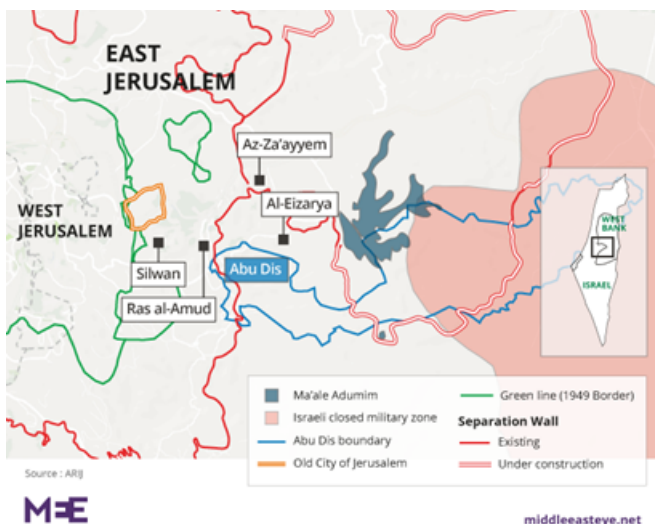 EAST
JERUSALEM
Az-Za'ayyem
Al-Eizarya
WEST
JERUSALEM
WEST
BANK
Silwan
Abu Dis
Ras al-Amud
ISRAEL
Ma'ale Adumim
Israeli closed military zone
Abu Dis boundary
Old City of Jerusalem
Green line (1949 Border)
Separation Wall
Existing
Under construction
Source : ARIJ
MEE
middleeasteye.net